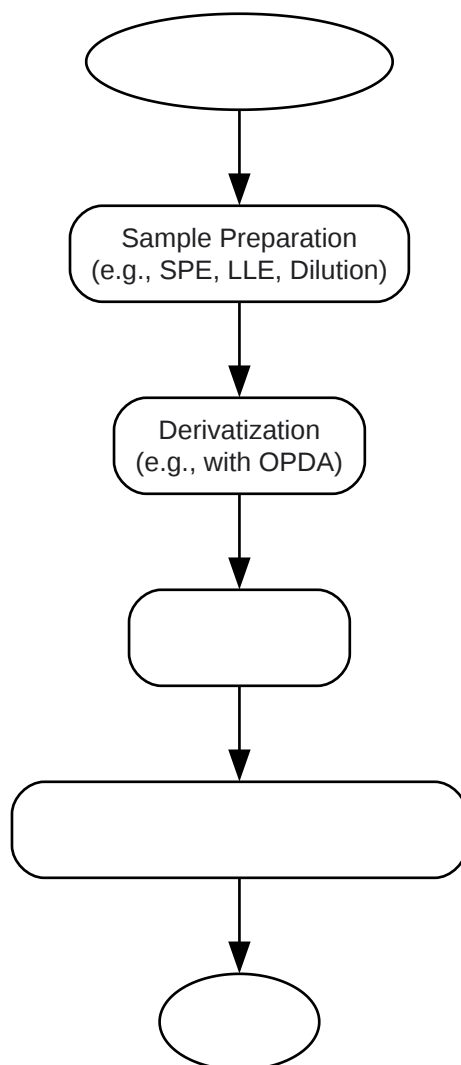 Sample Preparation
(e.g., SPE, LLE, Dilution)
Derivatization
(e.g., with OPDA)